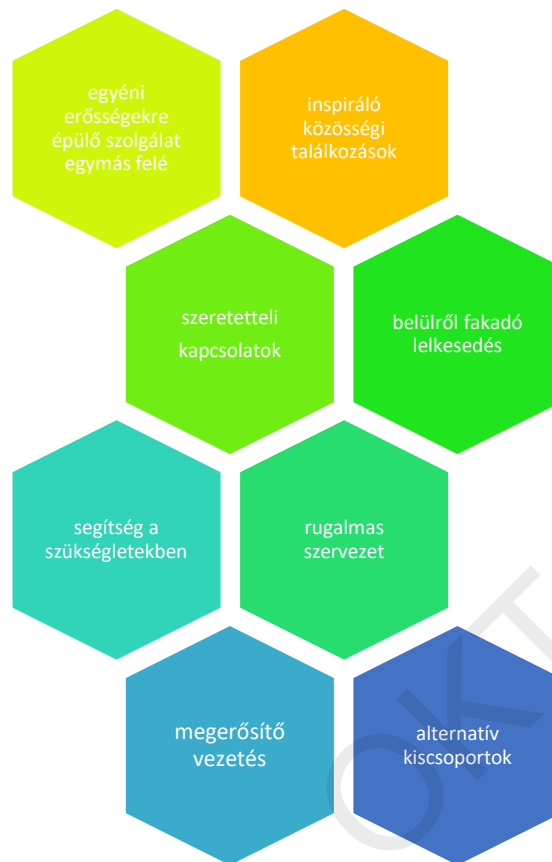 egyéni
erősségekre
épülő szolgálat
egymás felé
inspiráló
közösségi
találkozások
szeretetteli
kapcsolatok
belülről fakadó
lelkesedés
segítség a
szükségletekben
rugalmas
szervezet
megerősítő
vezetés
alternatív
kiscsoportok
OKT